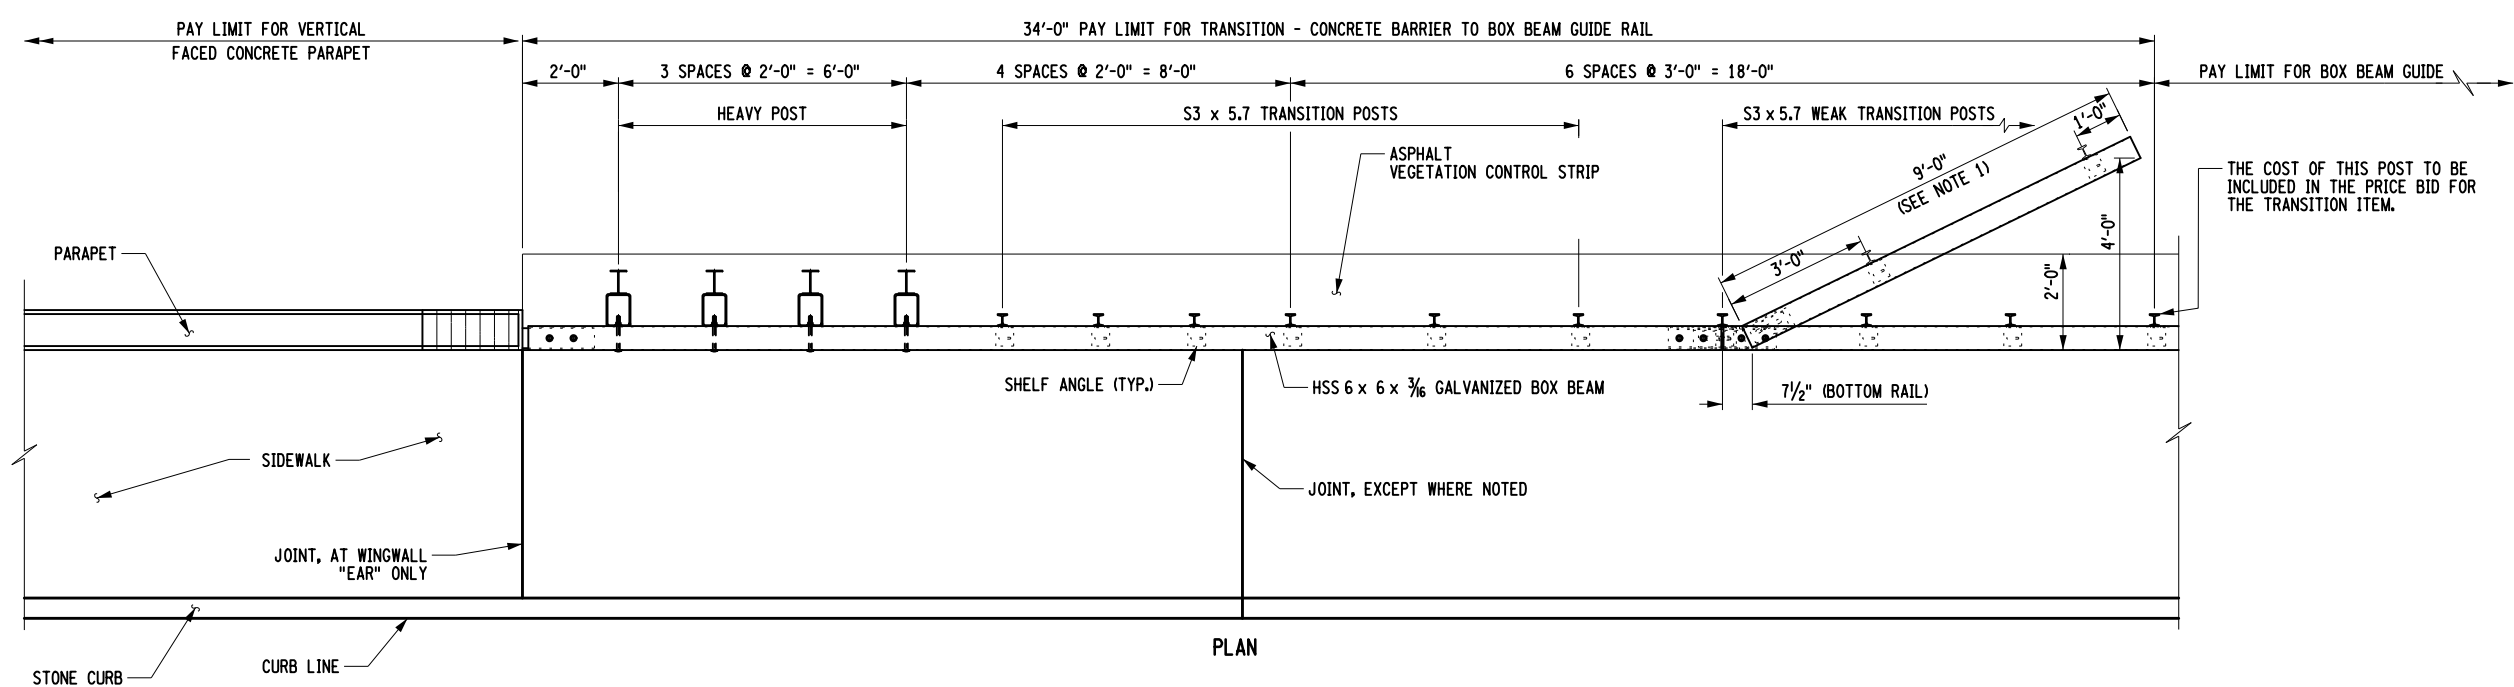 PAY LIMIT FOR VERTICAL
FACED CONCRETE PARAPET
34'-0" PAY LIMIT FOR TRANSITION - CONCRETE BARRIER TO BOX BEAM GUIDE RAIL
2'-0"
3 SPACES @ 2'-0" = 6'-0"
4 SPACES @ 2'-0" = 8'-0"
6 SPACES @ 3'-0" = 18'-0"
PAY LIMIT FOR BOX BEAM GUIDE
HEAVY POST
S3 x 5.7 TRANSITION POSTS
S3 x 5.7 WEAK TRANSITION POSTS
1'-0"
ASPHALT
VEGETATION CONTROL STRIP
9'-0"
(SEE NOTE 1)
THE COST OF THIS POST TO BE
INCLUDED IN THE PRICE BID FOR
THE TRANSITION ITEM.
4'-0"
PARAPET
3'-0"
2'-0"
SHELF ANGLE (TYP.)
HSS 6 x 6 x 3/16 GALVANIZED BOX BEAM
7 1/2" (BOTTOM RAIL)
SIDEWALK
JOINT, EXCEPT WHERE NOTED
JOINT, AT WINGWALL
"EAR" ONLY
PLAN
CURB LINE
STONE CURB